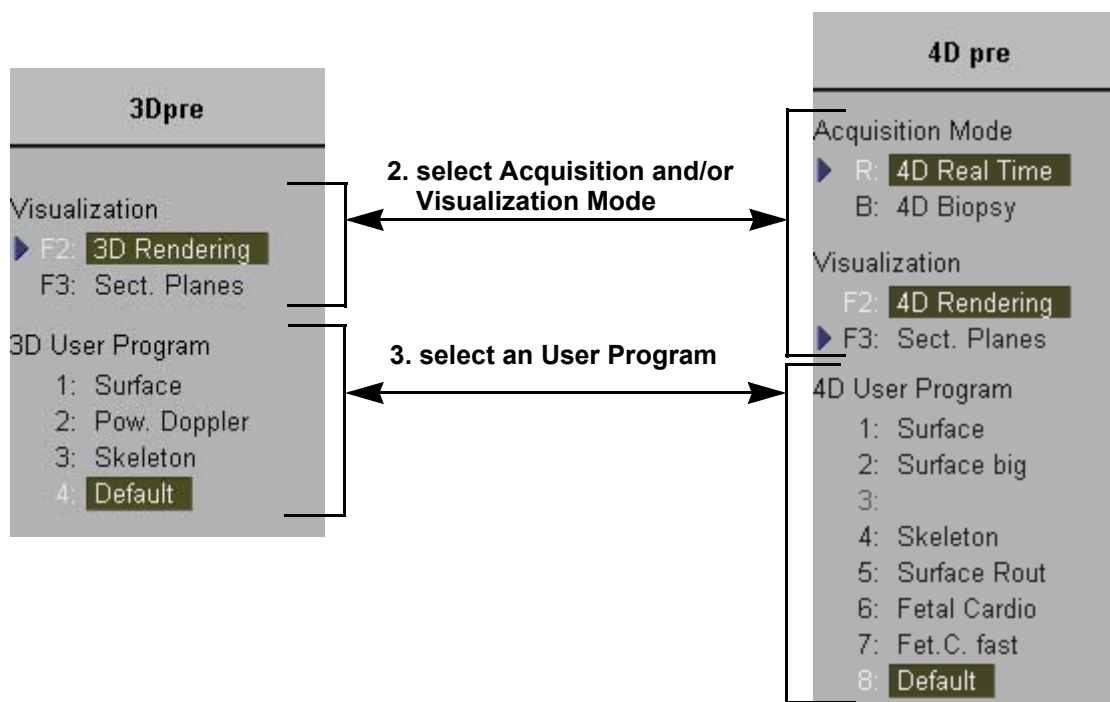 3Dpre
Visualization
F2: 3D Rendering
F3: Sect. Planes
3D User Program
1: Surface
2: Pow. Doppler
3: Skeleton
4: Default
2. select Acquisition and/or
Visualization Mode
3. select an User Program
4D pre
Acquisition Mode
R: 4D Real Time
B: 4D Biopsy
Visualization
F2: 4D Rendering
F3: Sect. Planes
4D User Program
1: Surface
2: Surface big
3:
4: Skeleton
5: Surface Rout
6: Fetal Cardio
7: Fet.C. fast
8: Default